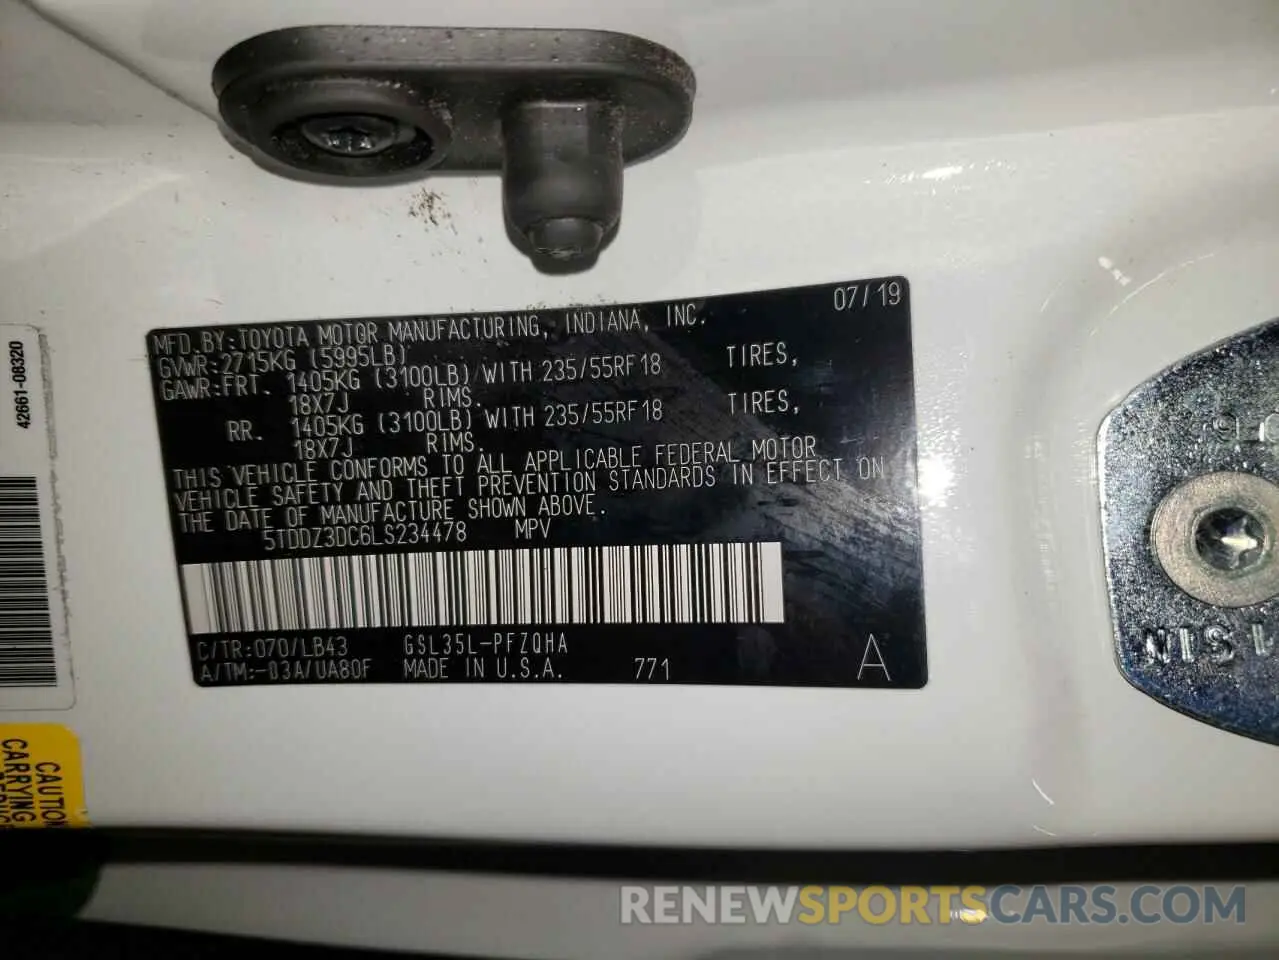 07/19
MFD.BY:TOYOTA MOTOR MANUFACTURING, INDIANA, INC.
GVWR:2715KG (5995LB)
GAWR:FRT. 1405KG (3100LB) WITH 235/55RF18 TIRES,
18X7J RIMS.
RR. 1405KG (3100LB) WITH 235/55RF18 TIRES,
18X7J RIMS.
THIS VEHICLE CONFORMS TO ALL APPLICABLE FEDERAL MOTOR
VEHICLE SAFETY AND THEFT PREVENTION STANDARDS IN EFFECT ON
THE DATE OF MANUFACTURE SHOWN ABOVE.
5TDDZ3DC6LS234478 MPV
C/TR:070/LB43 GSL35L-PFZQHA
A/TM:-03A/UA80F MADE IN U.S.A. 771 A
42661-08320
CAUTION
CARRYING
RENEWSPORTSCARS.COM